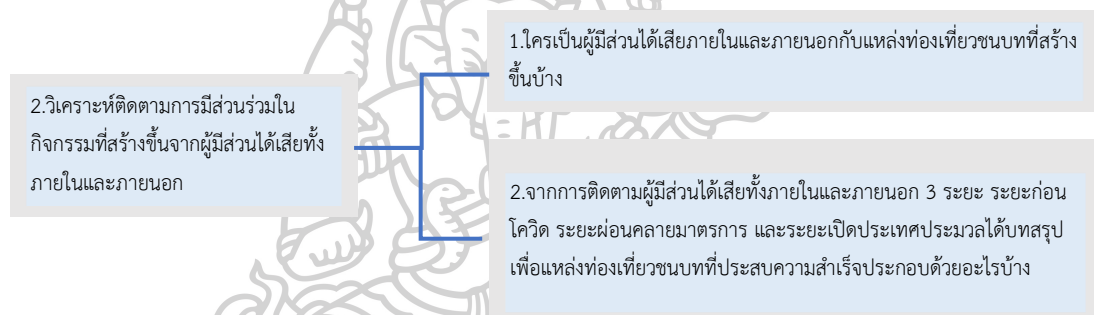 2.วิเคราะห์ติดตามการมีส่วนร่วมใน
กิจกรรมที่สร้างขึ้นจากผู้มีส่วนได้เสียทั้ง
ภายในและภายนอก
1.ใครเป็นผู้มีส่วนได้เสียภายในและภายนอกกับแหล่งท่องเที่ยวชนบทที่สร้าง
ขึ้นบ้าง
2.จากการติดตามผู้มีส่วนได้เสียทั้งภายในและภายนอก 3 ระยะ ระยะก่อน
โควิด ระยะผ่อนคลายมาตรการ และระยะเปิดประเทศประมวลได้บทสรุป
เพื่อแหล่งท่องเที่ยวชนบทที่ประสบความสำเร็จประกอบด้วยอะไรบ้าง